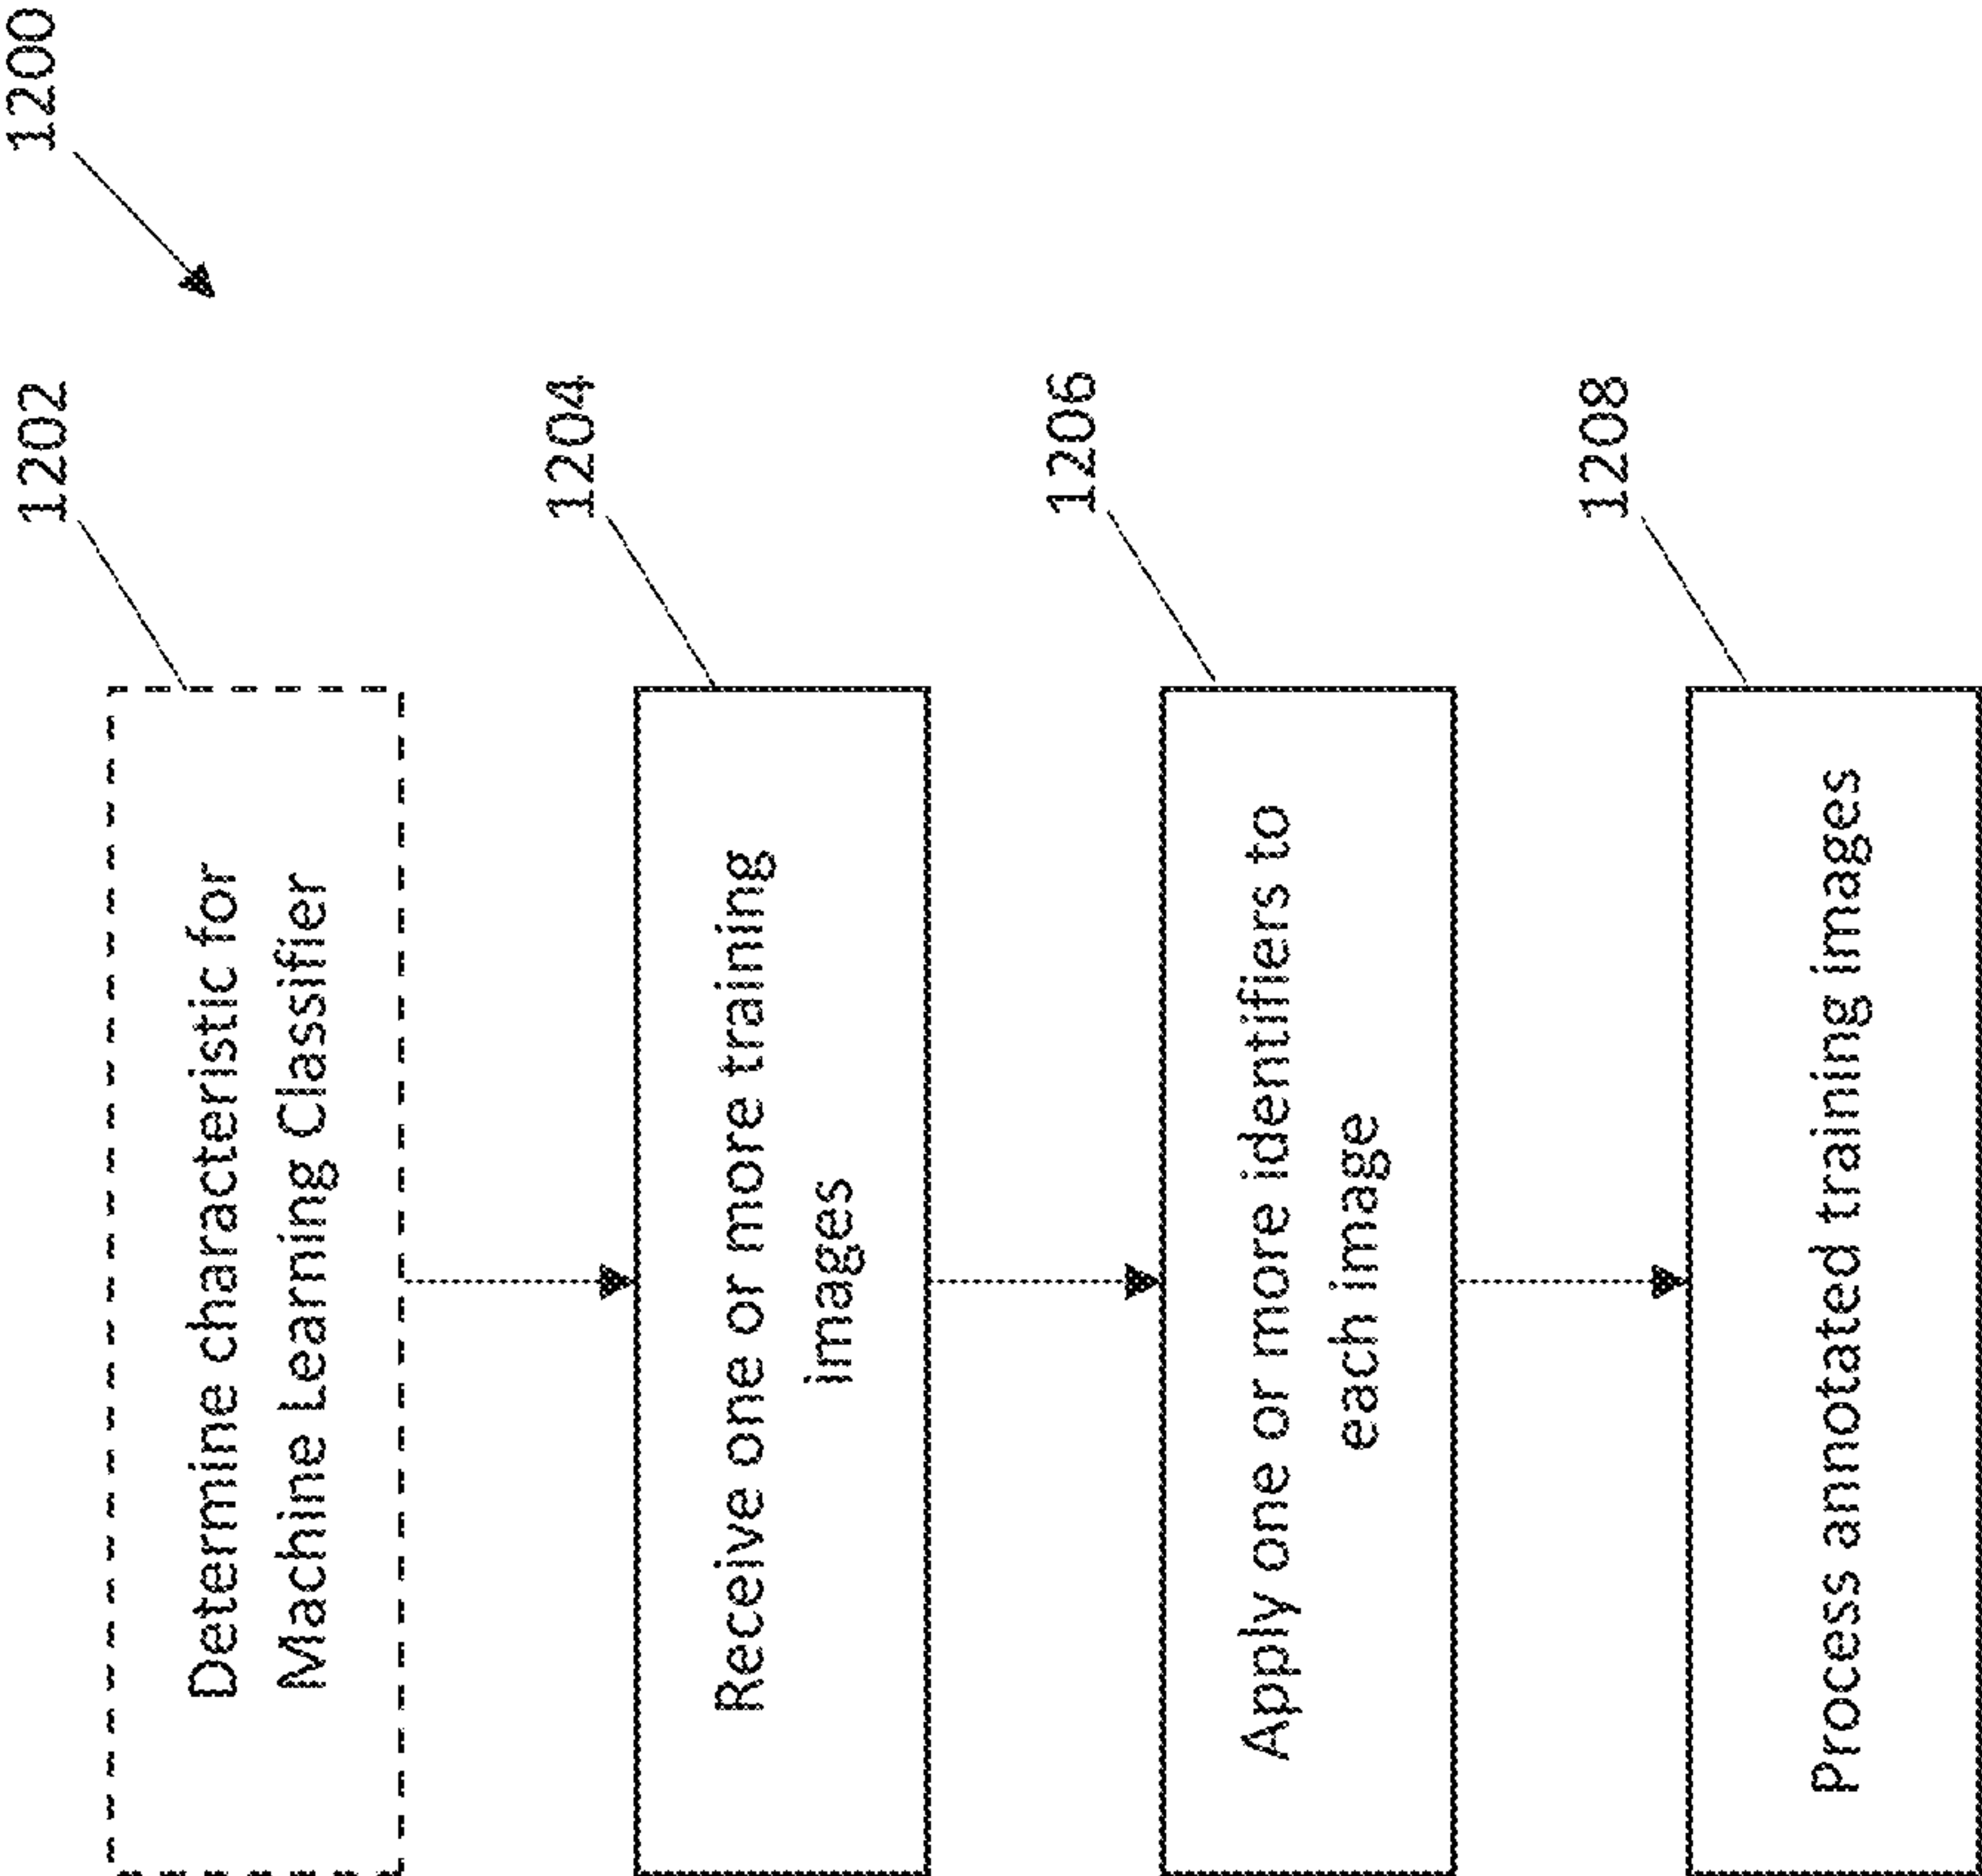 1200
1202
Determine characteristic for
Machine Learning Classifier
1204
Receive one or more training
images
1206
Apply one or more identifiers to
each image
1208
Process annotated training images